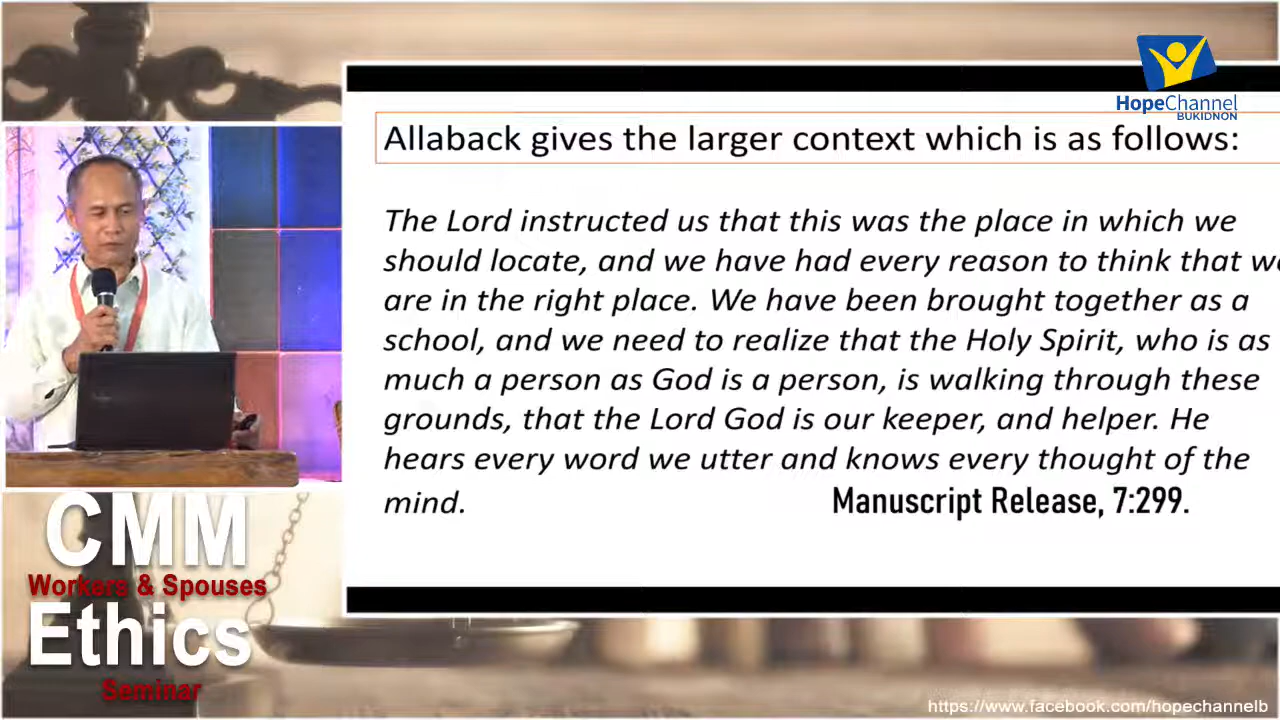 HopeChannel
BUKIDNON
Allaback gives the larger context which is as follows:
The Lord instructed us that this was the place in which we
should locate, and we have had every reason to think that we
are in the right place. We have been brought together as a
school, and we need to realize that the Holy Spirit, who is as
much a person as God is a person, is walking through these
grounds, that the Lord God is our keeper, and helper. He
hears every word we utter and knows every thought of the
mind. Manuscript Release, 7:299.
CMM
Workers & Spouses
Ethics
Seminar
https://www.facebook.com/hopechannelb